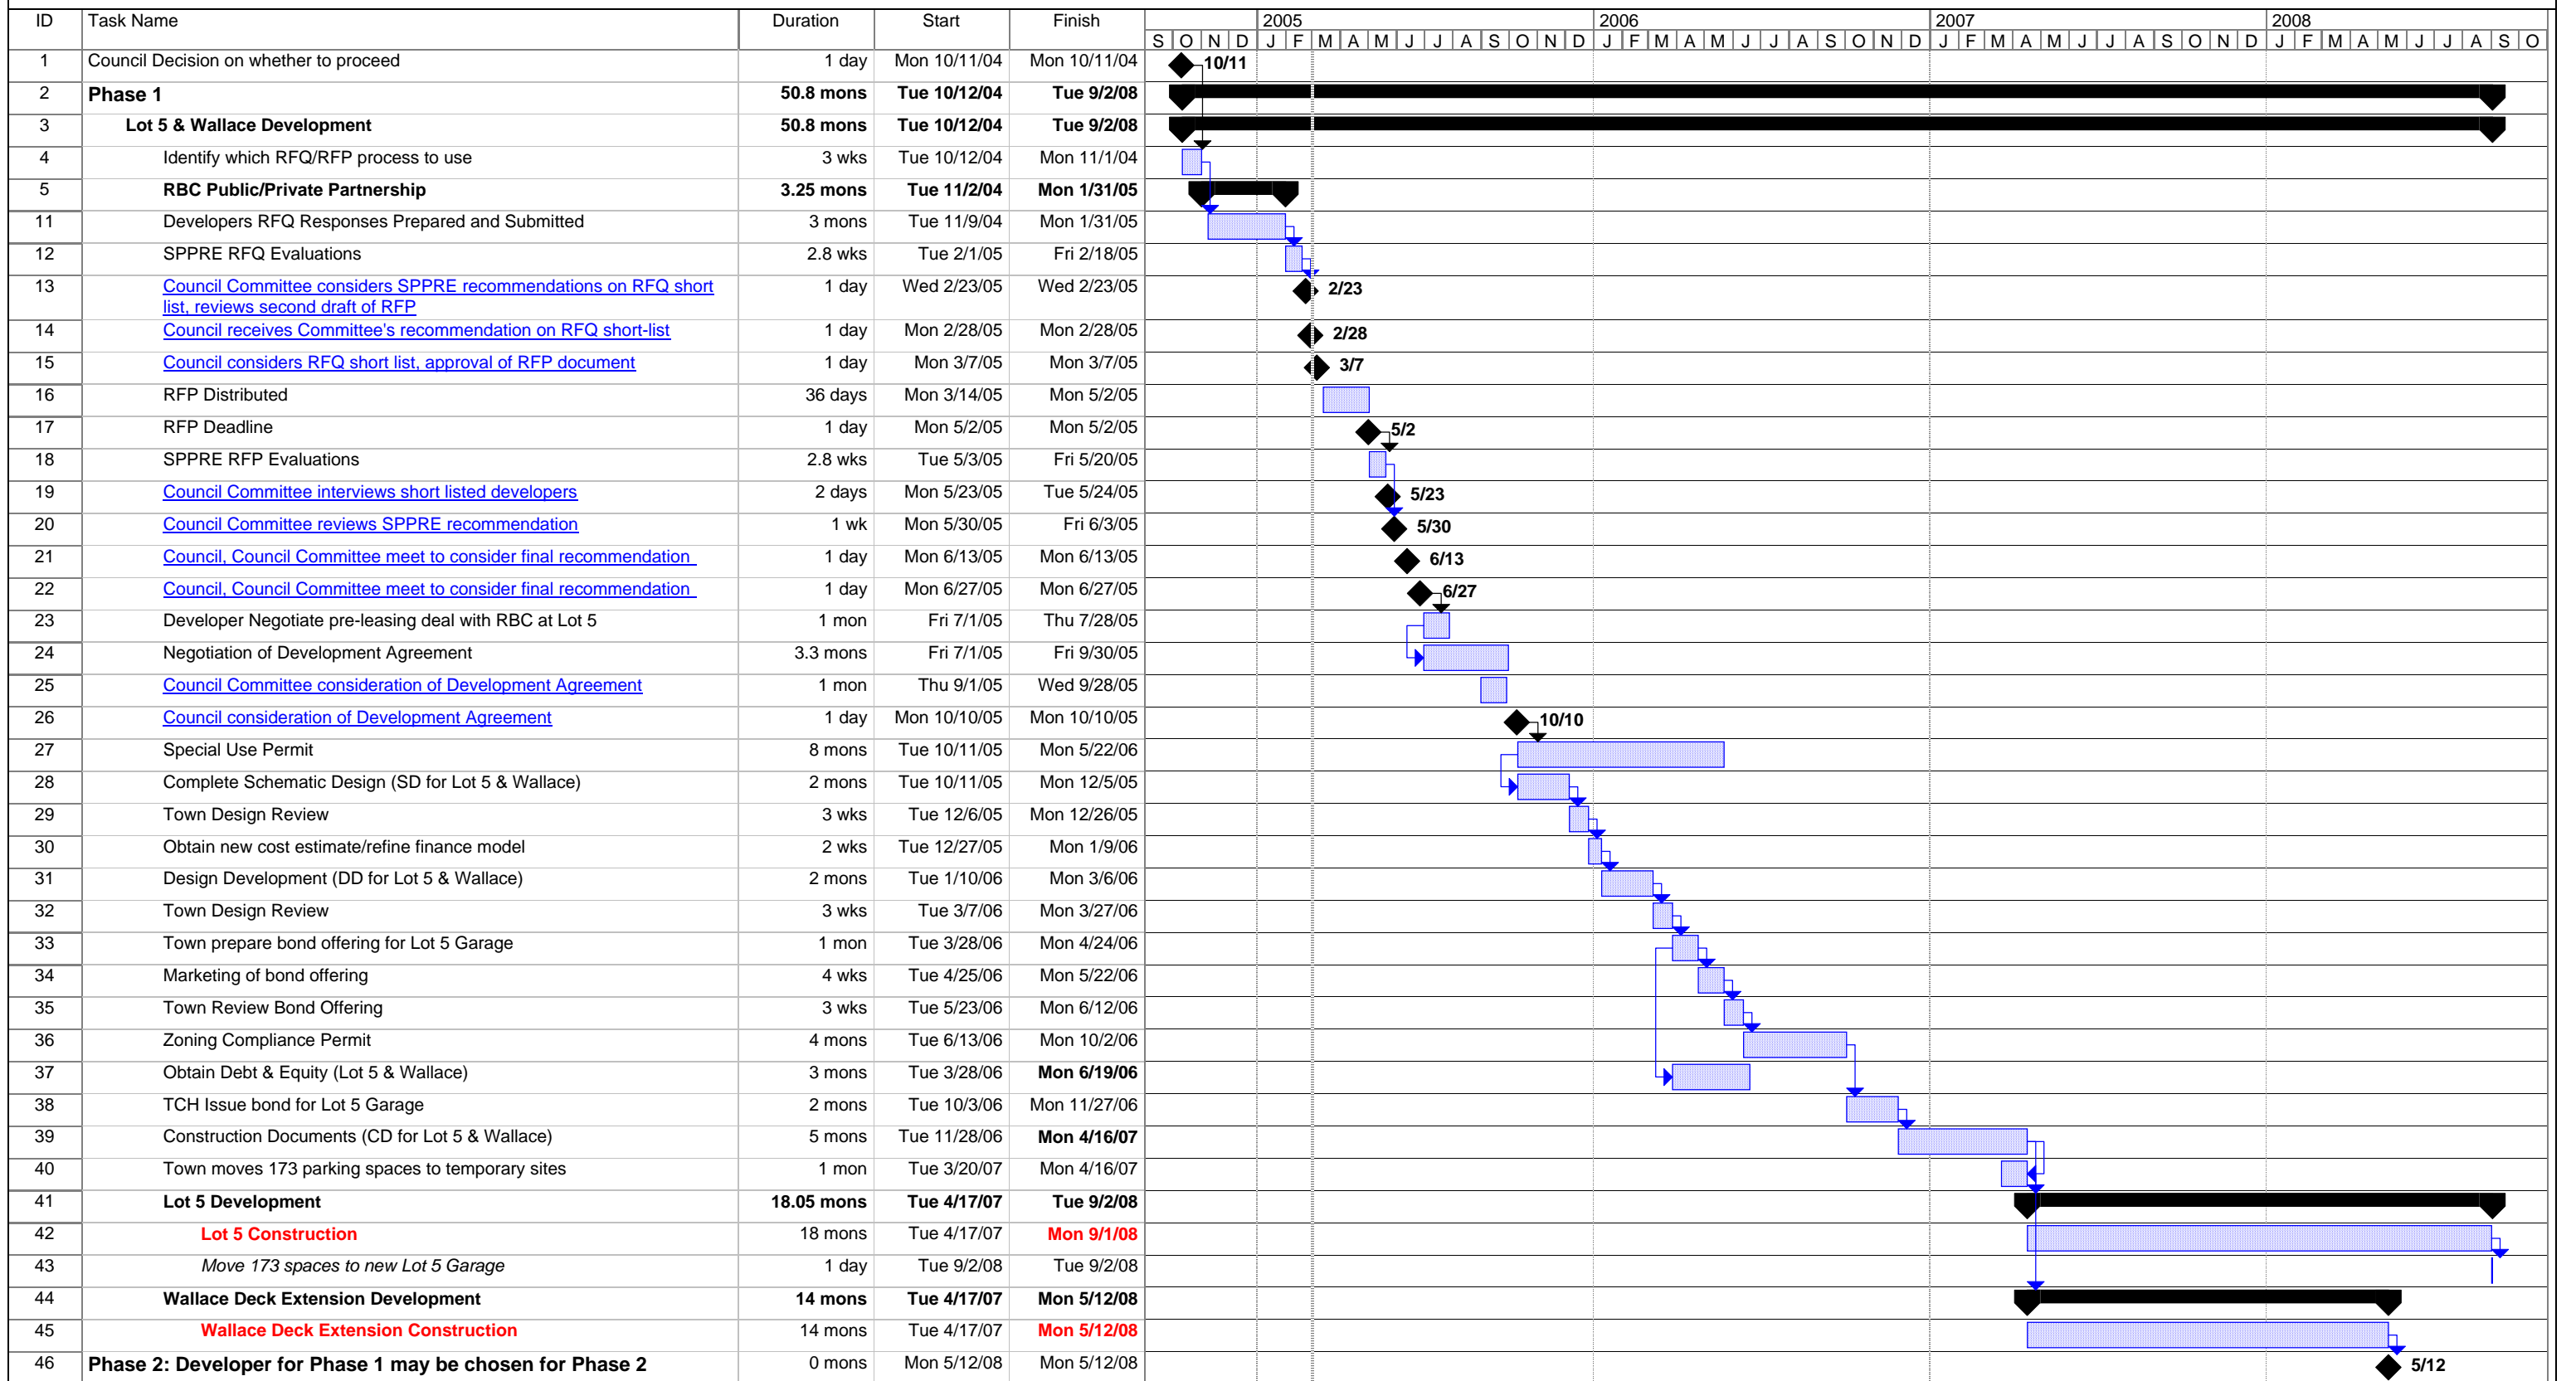 ID Task Name Duration Start Finish 2005 2006 2007 2008
S O N D J F M A M J J A S O N D J F M A M J J A S O N D J F M A M J J A S O N D J F M A M J J A S O
1 Council Decision on whether to proceed 1 day Mon 10/11/04 Mon 10/11/04 10/11
2 Phase 1 50.8 mons Tue 10/12/04 Tue 9/2/08
3 Lot 5 & Wallace Development 50.8 mons Tue 10/12/04 Tue 9/2/08
4 Identify which RFQ/RFP process to use 3 wks Tue 10/12/04 Mon 11/1/04
5 RBC Public/Private Partnership 3.25 mons Tue 11/2/04 Mon 1/31/05
11 Developers RFQ Responses Prepared and Submitted 3 mons Tue 11/9/04 Mon 1/31/05
12 SPPRE RFQ Evaluations 2.8 wks Tue 2/1/05 Fri 2/18/05
13 Council Committee considers SPPRE recommendations on RFQ short 1 day Wed 2/23/05 Wed 2/23/05 2/23
list, reviews second draft of RFP
14 Council receives Committee's recommendation on RFQ short-list 1 day Mon 2/28/05 Mon 2/28/05 2/28
15 Council considers RFQ short list, approval of RFP document 1 day Mon 3/7/05 Mon 3/7/05 3/7
16 RFP Distributed 36 days Mon 3/14/05 Mon 5/2/05
17 RFP Deadline 1 day Mon 5/2/05 Mon 5/2/05 5/2
18 SPPRE RFP Evaluations 2.8 wks Tue 5/3/05 Fri 5/20/05
19 Council Committee interviews short listed developers 2 days Mon 5/23/05 Tue 5/24/05 5/23
20 Council Committee reviews SPPRE recommendation 1 wk Mon 5/30/05 Fri 6/3/05 5/30
21 Council, Council Committee meet to consider final recommendation 1 day Mon 6/13/05 Mon 6/13/05 6/13
22 Council, Council Committee meet to consider final recommendation 1 day Mon 6/27/05 Mon 6/27/05 6/27
23 Developer Negotiate pre-leasing deal with RBC at Lot 5 1 mon Fri 7/1/05 Thu 7/28/05
24 Negotiation of Development Agreement 3.3 mons Fri 7/1/05 Fri 9/30/05
25 Council Committee consideration of Development Agreement 1 mon Thu 9/1/05 Wed 9/28/05
26 Council consideration of Development Agreement 1 day Mon 10/10/05 Mon 10/10/05 10/10
27 Special Use Permit 8 mons Tue 10/11/05 Mon 5/22/06
28 Complete Schematic Design (SD for Lot 5 & Wallace) 2 mons Tue 10/11/05 Mon 12/5/05
29 Town Design Review 3 wks Tue 12/6/05 Mon 12/26/05
30 Obtain new cost estimate/refine finance model 2 wks Tue 12/27/05 Mon 1/9/06
31 Design Development (DD for Lot 5 & Wallace) 2 mons Tue 1/10/06 Mon 3/6/06
32 Town Design Review 3 wks Tue 3/7/06 Mon 3/27/06
33 Town prepare bond offering for Lot 5 Garage 1 mon Tue 3/28/06 Mon 4/24/06
34 Marketing of bond offering 4 wks Tue 4/25/06 Mon 5/22/06
35 Town Review Bond Offering 3 wks Tue 5/23/06 Mon 6/12/06
36 Zoning Compliance Permit 4 mons Tue 6/13/06 Mon 10/2/06
37 Obtain Debt & Equity (Lot 5 & Wallace) 3 mons Tue 3/28/06 Mon 6/19/06
38 TCH Issue bond for Lot 5 Garage 2 mons Tue 10/3/06 Mon 11/27/06
39 Construction Documents (CD for Lot 5 & Wallace) 5 mons Tue 11/28/06 Mon 4/16/07
40 Town moves 173 parking spaces to temporary sites 1 mon Tue 3/20/07 Mon 4/16/07
41 Lot 5 Development 18.05 mons Tue 4/17/07 Tue 9/2/08
42 Lot 5 Construction 18 mons Tue 4/17/07 Mon 9/1/08
43 Move 173 spaces to new Lot 5 Garage 1 day Tue 9/2/08 Tue 9/2/08
44 Wallace Deck Extension Development 14 mons Tue 4/17/07 Mon 5/12/08
45 Wallace Deck Extension Construction 14 mons Tue 4/17/07 Mon 5/12/08
46 Phase 2: Developer for Phase 1 may be chosen for Phase 2 0 mons Mon 5/12/08 Mon 5/12/08 5/12